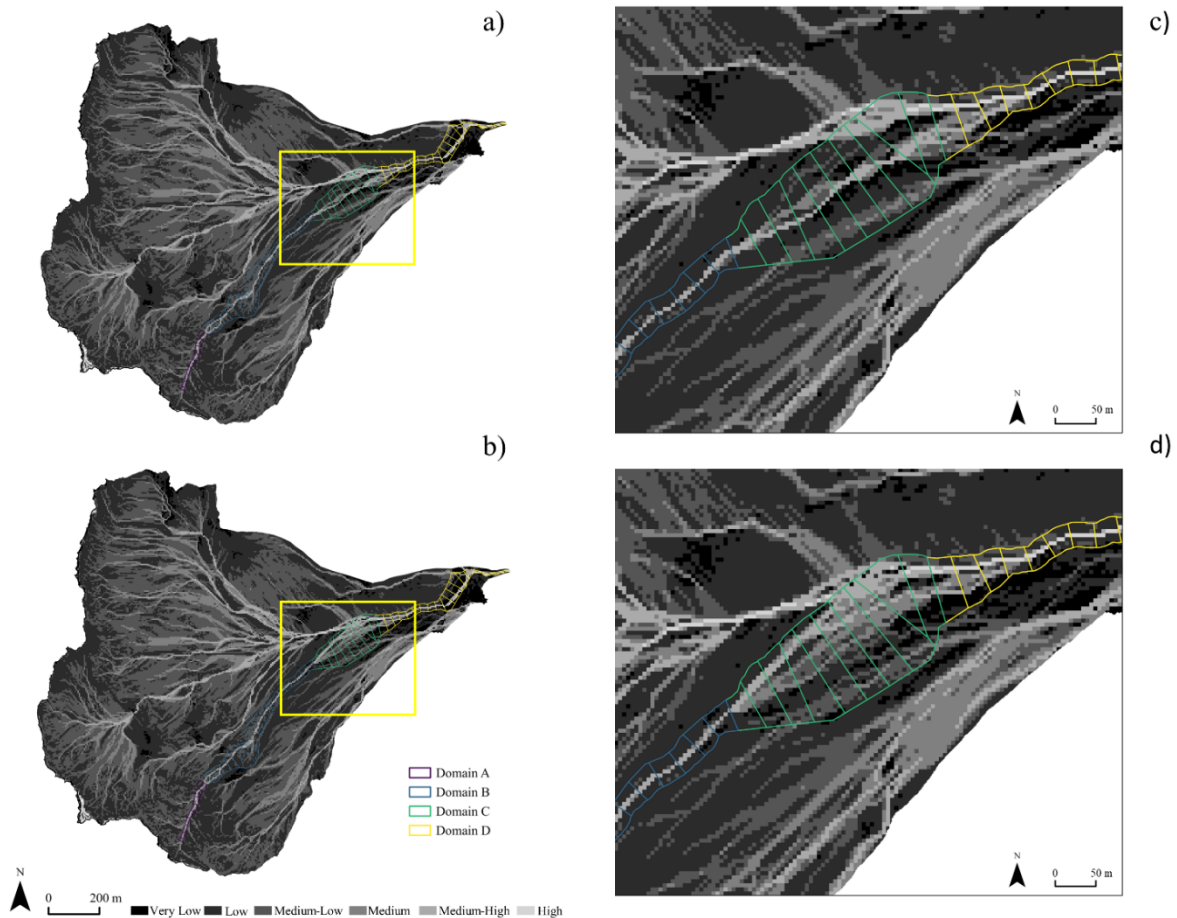 a)
c)
N
0 50 m
b)
d)
Domain A
Domain B
Domain C
Domain D
N
0 200 m
Very Low Low Medium-Low Medium Medium-High High
N
0 50 m